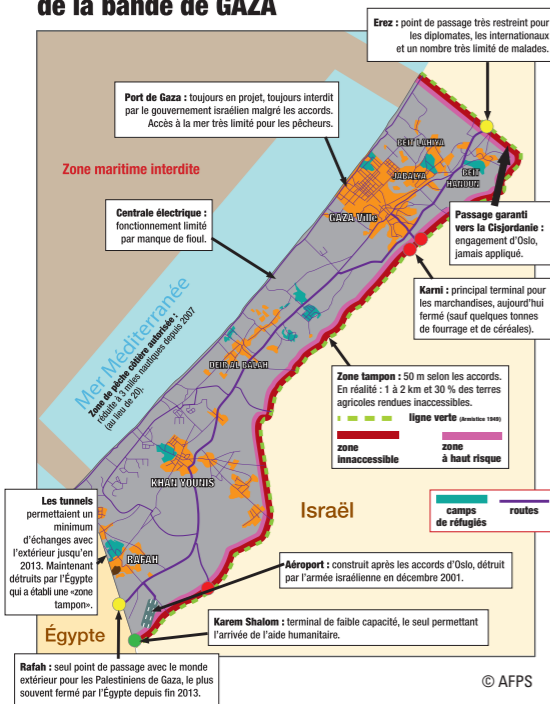 de la bande de GAZA
Erez : point de passage très restreint pour
les diplomates, les internationaux
et un nombre très limité de malades.
Port de Gaza : toujours en projet, toujours interdit
par le gouvernement israélien malgré les accords.
Accès à la mer très limité pour les pêcheurs.
Zone maritime interdite
BEIT LAHIYA
JABALYA
BEIT
HANOUN
GAZA Ville
Centrale électrique :
fonctionnement limité
par manque de fioul.
Passage garanti
vers la Cisjordanie :
engagement d'Oslo,
jamais appliqué.
Karni : principal terminal pour
les marchandises, aujourd'hui
fermé (sauf quelques tonnes
de fourrage et de céréales).
Mer Méditerranée
Zone de pêche côtière autorisée :
réduite à 3 miles nautiques depuis 2007
(au lieu de 20).
DEIR AL BALAH
Zone tampon : 50 m selon les accords.
En réalité : 1 à 2 km et 30 % des terres
agricoles rendues inaccessibles.
ligne verte (Armistice 1949)
zone
innaccessible
zone
à haut risque
KHAN YOUNIS
Israël
camps
de réfugiés
routes
Les tunnels
permettaient un
minimum
d'échanges avec
l'extérieur jusqu'en
2013. Maintenant
détruits par l'Égypte
qui a établi une «zone
tampon».
RAFAH
Aéroport : construit après les accords d'Oslo, détruit
par l'armée israélienne en décembre 2001.
Karem Shalom : terminal de faible capacité, le seul permettant
l'arrivée de l'aide humanitaire.
Égypte
Rafah : seul point de passage avec le monde
extérieur pour les Palestiniens de Gaza, le plus
souvent fermé par l'Égypte depuis fin 2013.
© AFPS